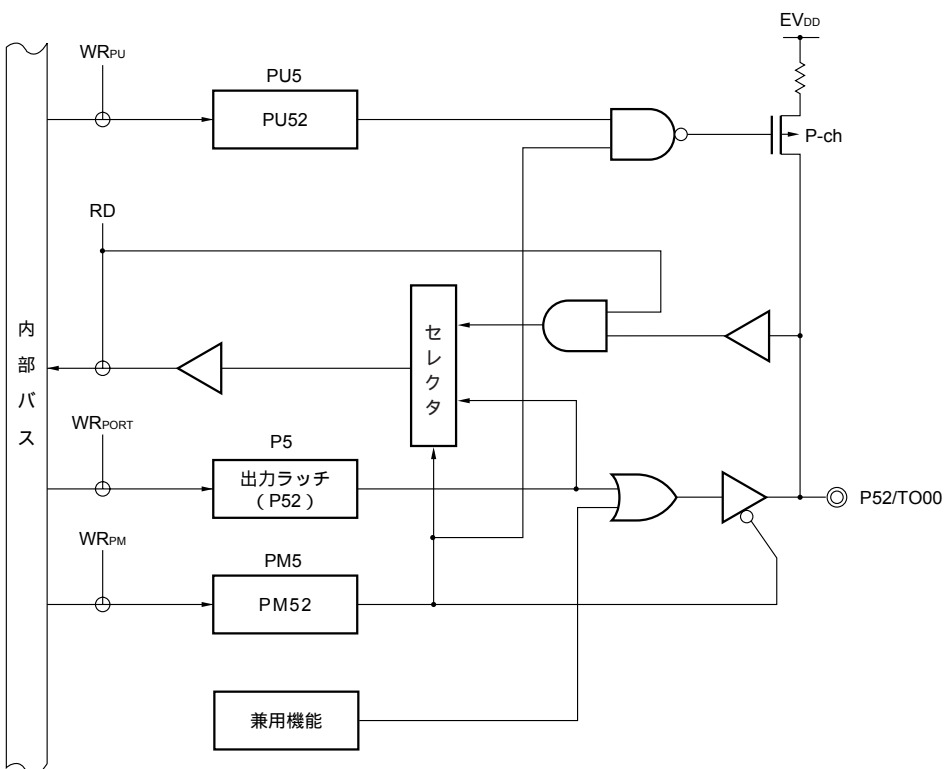 EVDD
WRPU
PU5
PU52
P-ch
RD
内部バス
セレクタ
WRPORT
P5
出力ラッチ
（P52）
P52/TO00
WRPM
PM5
PM52
兼用機能